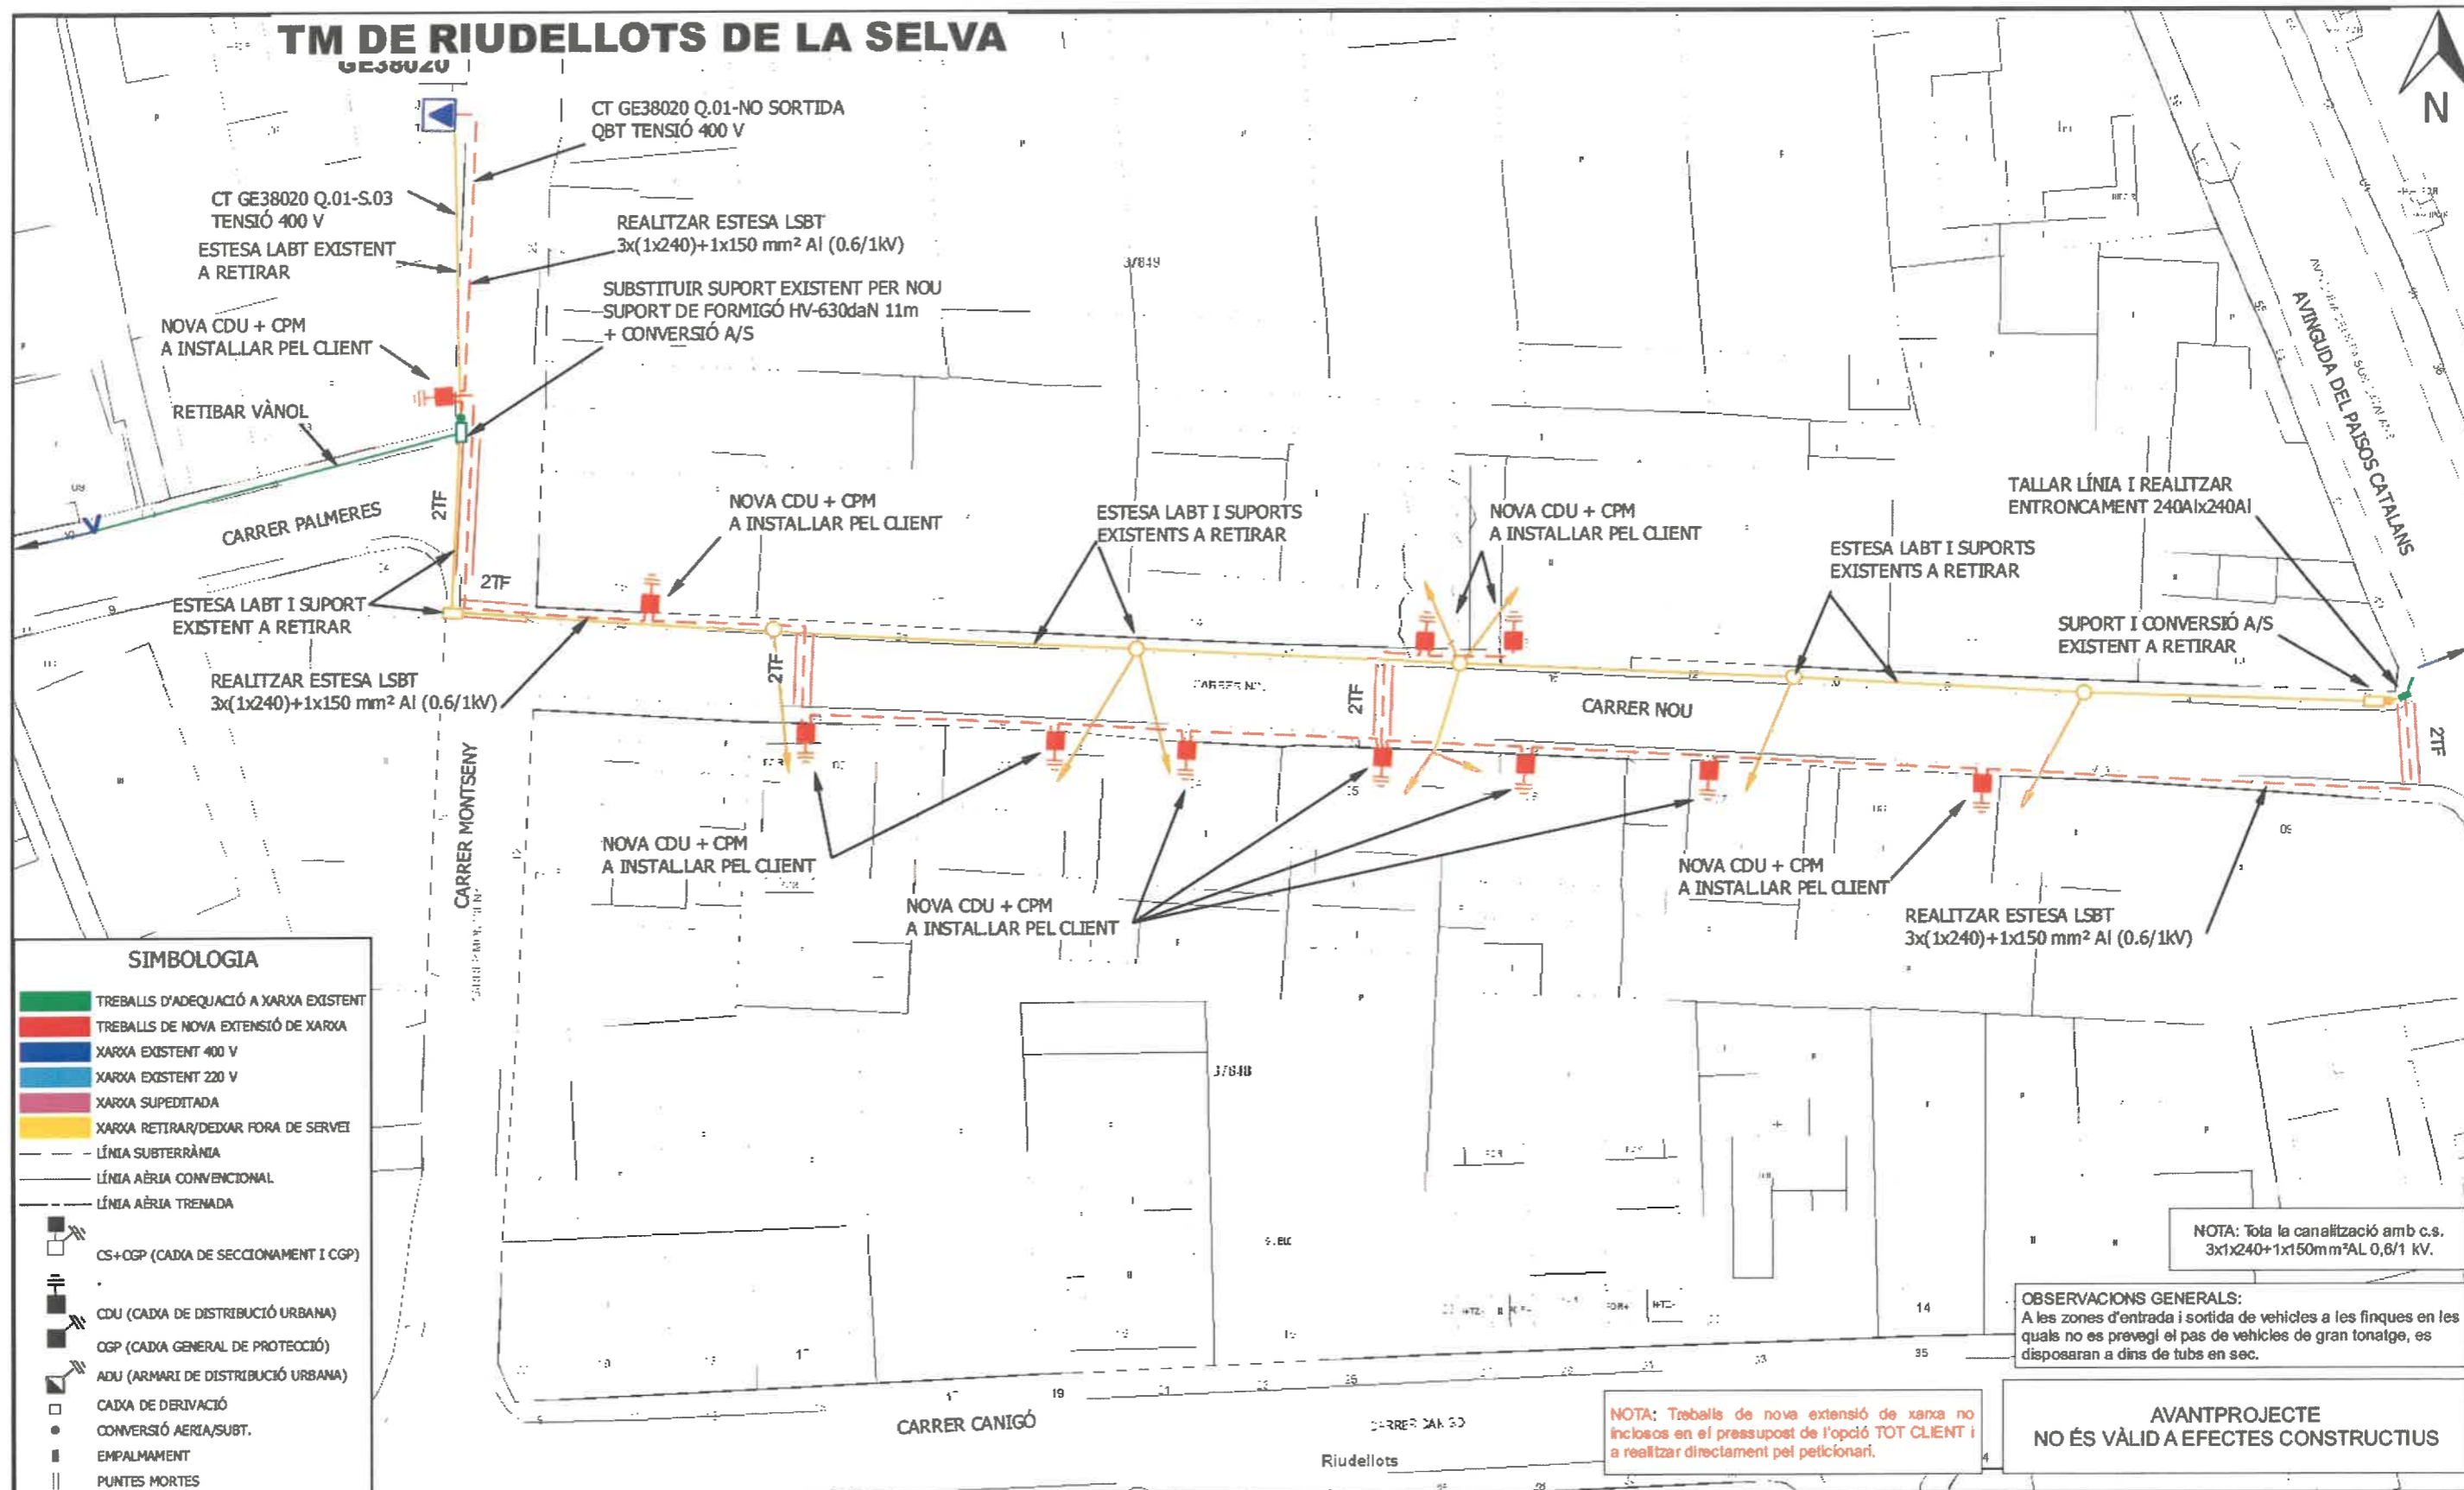 TM DE RIUDELLOTS DE LA SELVA
GE38020
N
CT GE38020 Q.01-NO SORTIDA
QBT TENSIÓ 400 V
CT GE38020 Q.01-S.03
TENSIÓ 400 V
ESTESA LABT EXISTENT
A RETIRAR
REALITZAR ESTESA LSBT
3x(1x240)+1x150 mm² Al (0.6/1kV)
SUBSTITUIR SUPORT EXISTENT PER NOU
SUPORT DE FORMIGÓ HV-630daN 11m
+ CONVERSIÓ A/S
NOVA CDU + CPM
A INSTAL.LAR PEL CLIENT
RETIBAR VÀNOL
CARRER PALMERES
2TF
2TF
ESTESA LABT I SUPORT
EXISTENT A RETIRAR
REALITZAR ESTESA LSBT
3x(1x240)+1x150 mm² Al (0.6/1kV)
CARRER MONTSENY
NOVA CDU + CPM
A INSTAL.LAR PEL CLIENT
2TF
ESTESA LABT I SUPORTS
EXISTENTS A RETIRAR
37849
NOVA CDU + CPM
A INSTAL.LAR PEL CLIENT
2TF
CARRER NOU
ESTESA LABT I SUPORTS
EXISTENTS A RETIRAR
TALLAR LÍNIA I REALITZAR
ENTRONCAMENT 240Alx240Al
SUPORT I CONVERSIÓ A/S
EXISTENT A RETIRAR
AVINGUDA DEL PAISOS CATALANS
2TF
NOVA CDU + CPM
A INSTAL.LAR PEL CLIENT
NOVA CDU + CPM
A INSTAL.LAR PEL CLIENT
NOVA CDU + CPM
A INSTAL.LAR PEL CLIENT
REALITZAR ESTESA LSBT
3x(1x240)+1x150 mm² Al (0.6/1kV)
37848
SIMBOLOGIA
TREBALLS D'ADEQUACIÓ A XARXA EXISTENT
TREBALLS DE NOVA EXTENSIÓ DE XARXA
XARXA EXISTENT 400 V
XARXA EXISTENT 220 V
XARXA SUPEDITADA
XARXA RETIRAR/DEIXAR FORA DE SERVEI
LÍNIA SUBTERRÀNIA
LÍNIA AÈRIA CONVENCIONAL
LÍNIA AÈRIA TRENADA
CS+CGP (CAIXA DE SECCIONAMENT I CGP)
CDU (CAIXA DE DISTRIBUCIÓ URBANA)
CGP (CAIXA GENERAL DE PROTECCIÓ)
ADU (ARMARI DE DISTRIBUCIÓ URBANA)
CAIXA DE DERIVACIÓ
CONVERSIÓ AERIA/SUBT.
EMPALMAMENT
PUNTES MORTES
19
14
35
CARRER CANIGÓ
Riudellots
NOTA: Tota la canalització amb c.s.
3x1x240+1x150mm²AL 0,6/1 kV.
OBSERVACIONS GENERALS:
A les zones d'entrada i sortida de vehicles a les finques en les
quals no es prevegi el pas de vehicles de gran tonatge, es
disposaran a dins de tubs en sec.
NOTA: Treballs de nova extensió de xarxa no
inclosos en el pressupost de l'opció TOT CLIENT i
a realitzar directament pel peticionari.
AVANTPROJECTE
NO ÉS VÀLID A EFECTES CONSTRUCTIUS